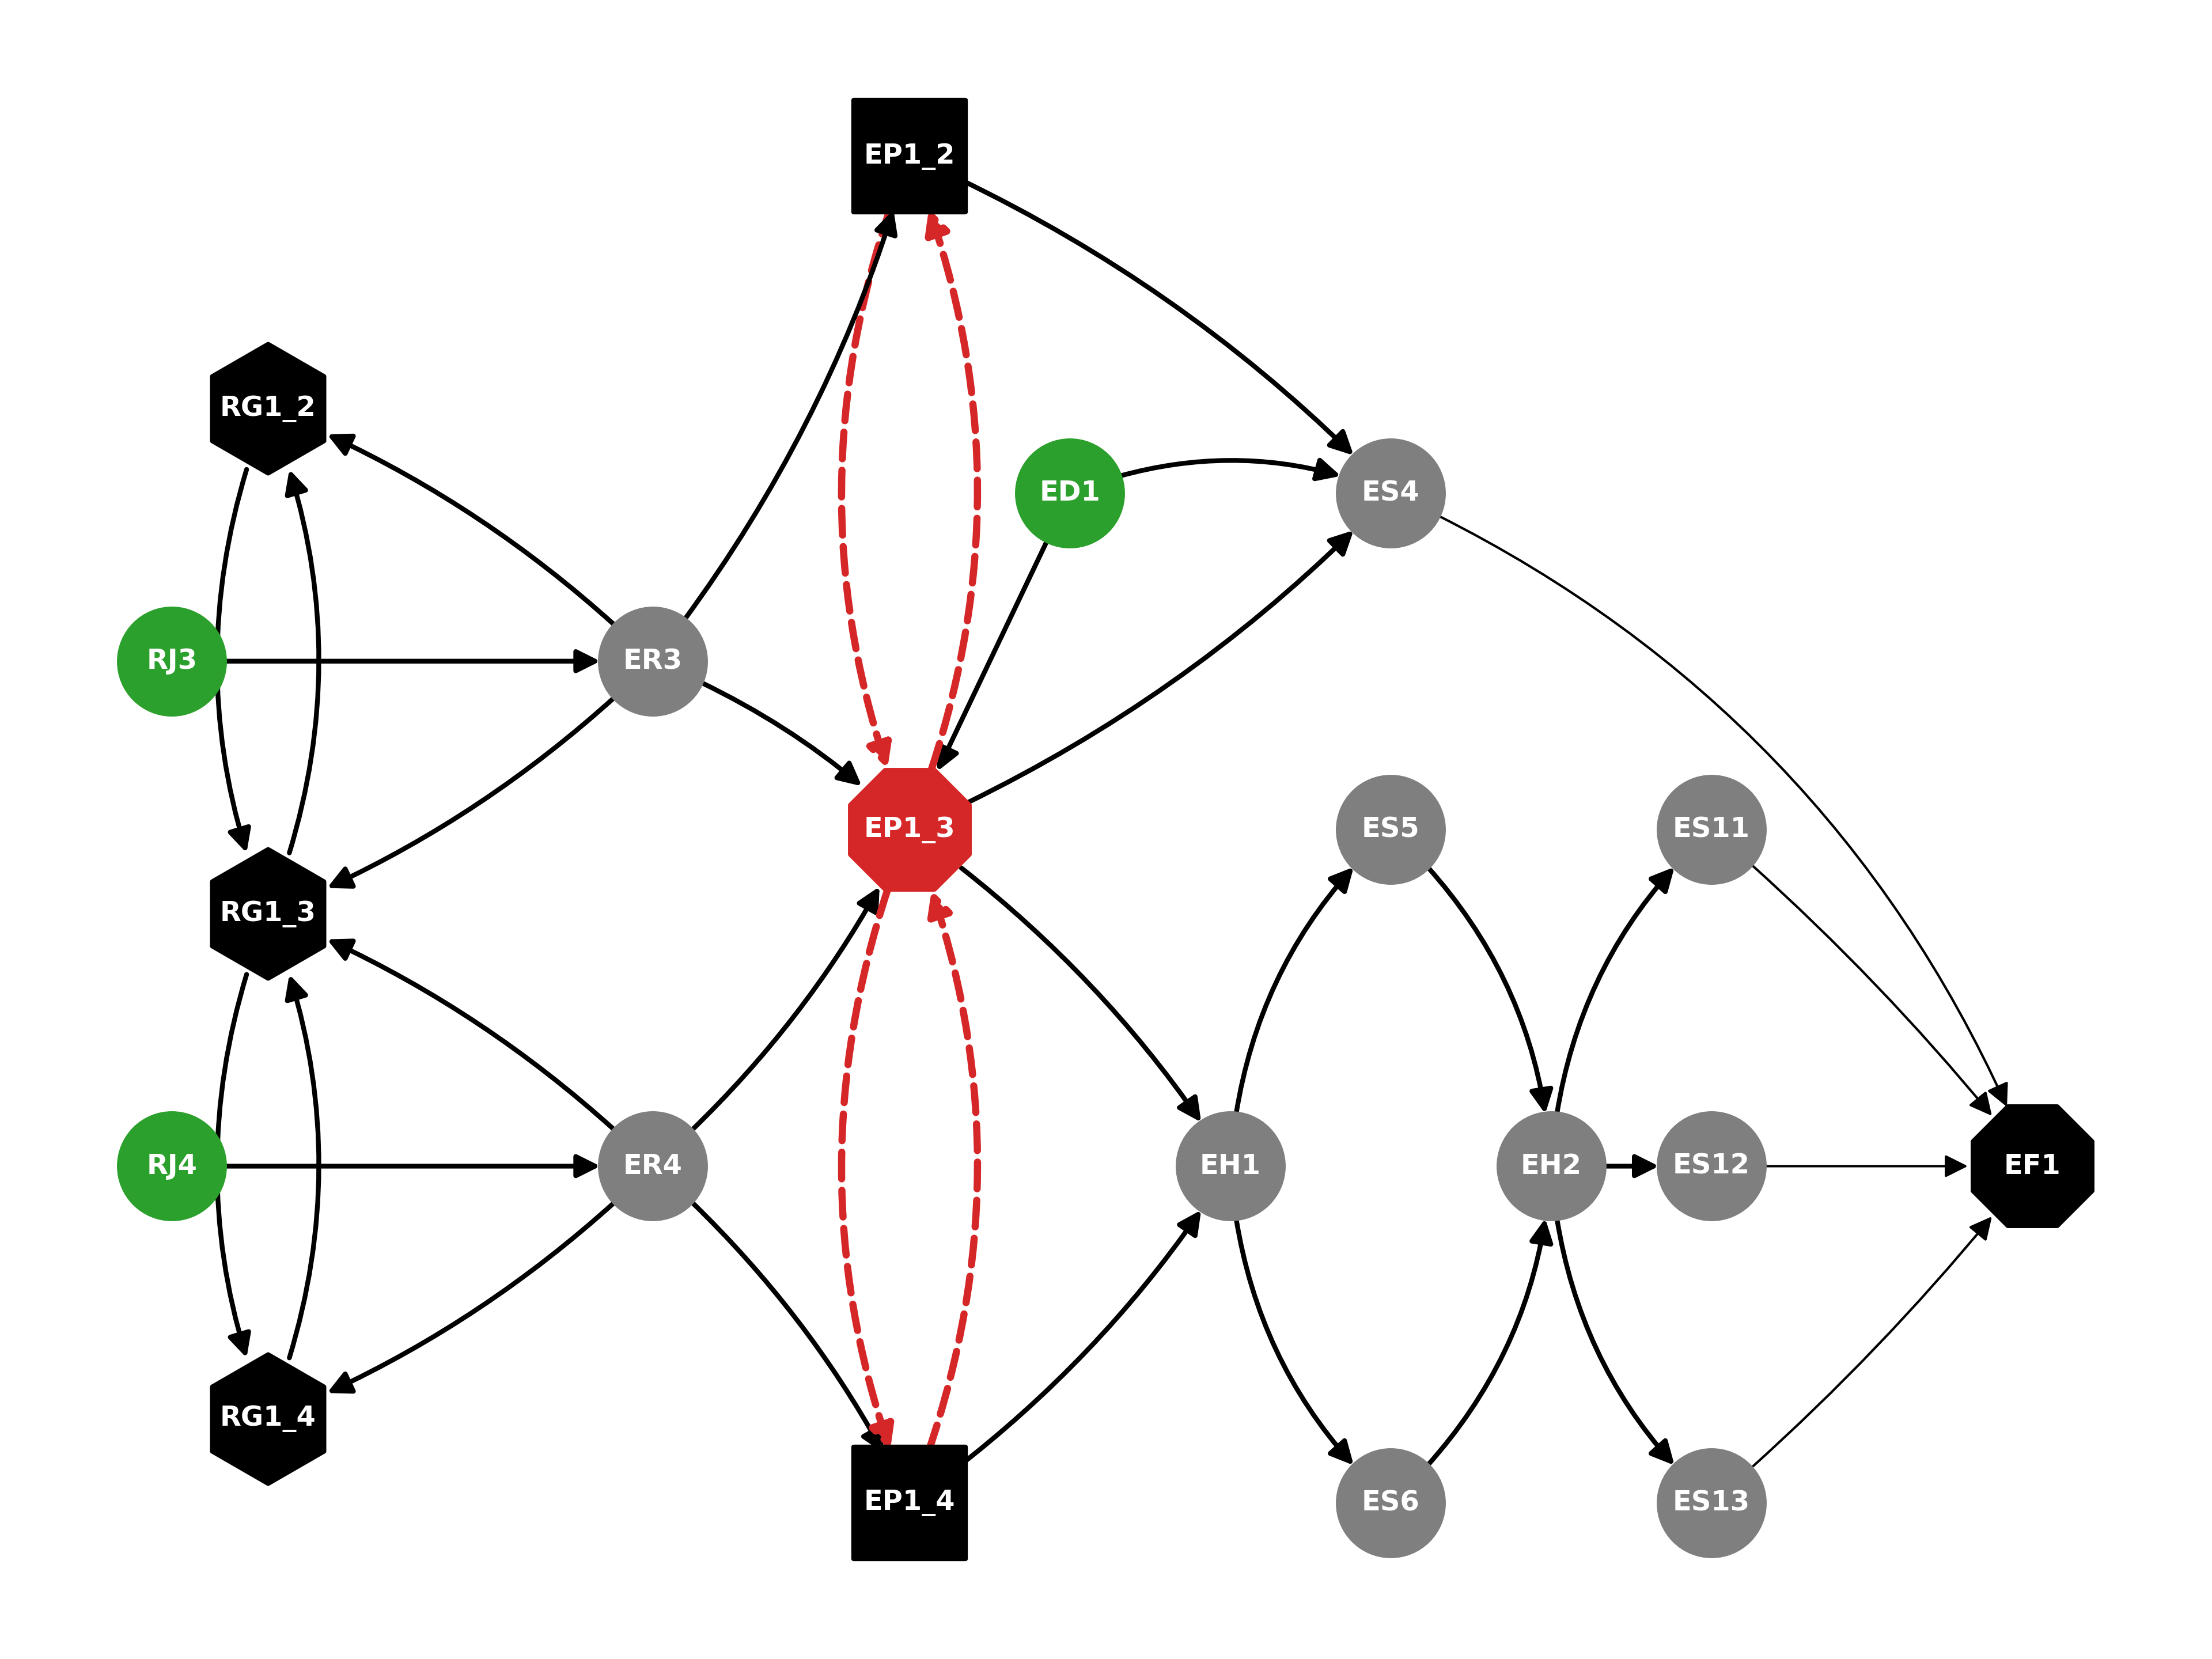 EP1_2
RG1_2
ED1
ES4
RJ3
ER3
EP1_3
ES5
ES11
RG1_3
RJ4
ER4
EH1
EH2
ES12
EF1
RG1_4
EP1_4
ES6
ES13